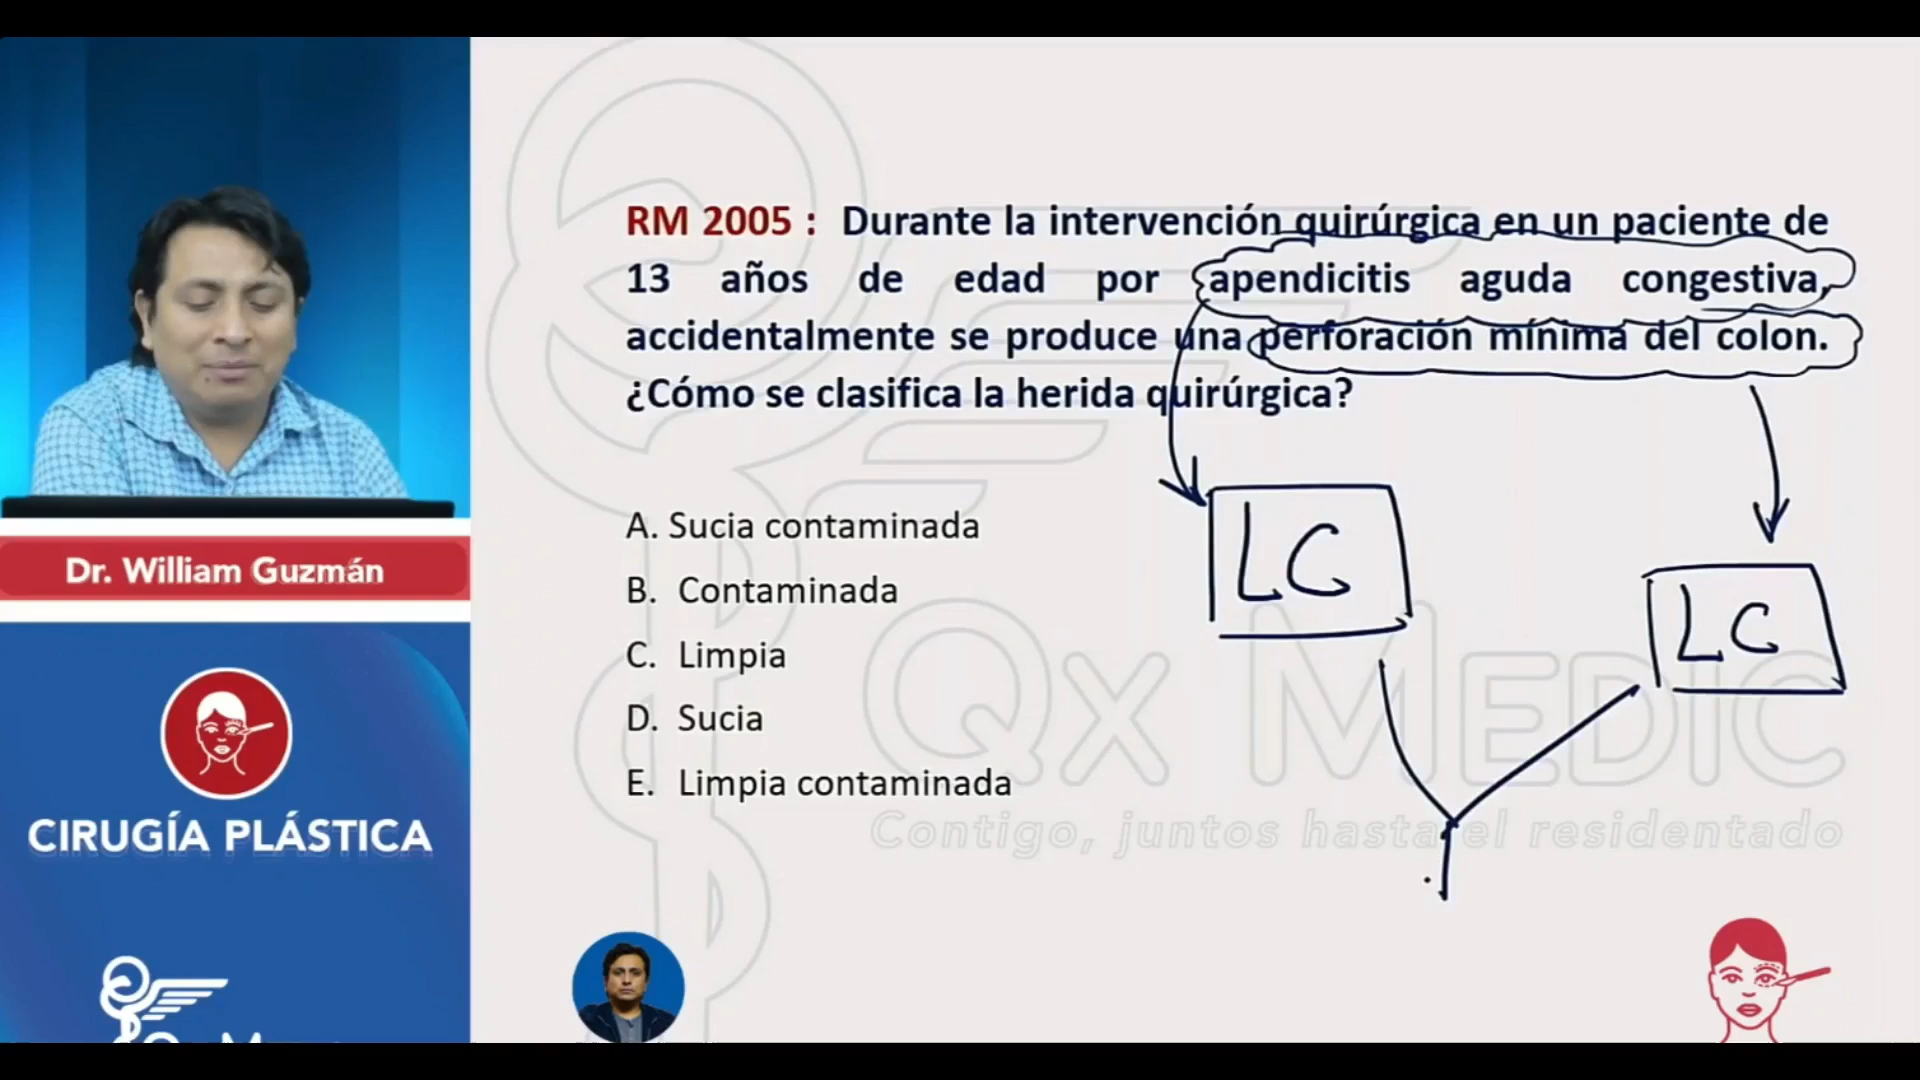 RM 2005 : Durante la intervención quirúrgica en un paciente de
13 años de edad por apendicitis aguda congestiva,
accidentalmente se produce una perforación mínima del colon.
¿Cómo se clasifica la herida quirúrgica?
A. Sucia contaminada
B. Contaminada
C. Limpia
D. Sucia
E. Limpia contaminada
LC
LC
Dr. William Guzmán
CIRUGÍA PLÁSTICA
QX MEDIC
Contigo, juntos hasta el residentado